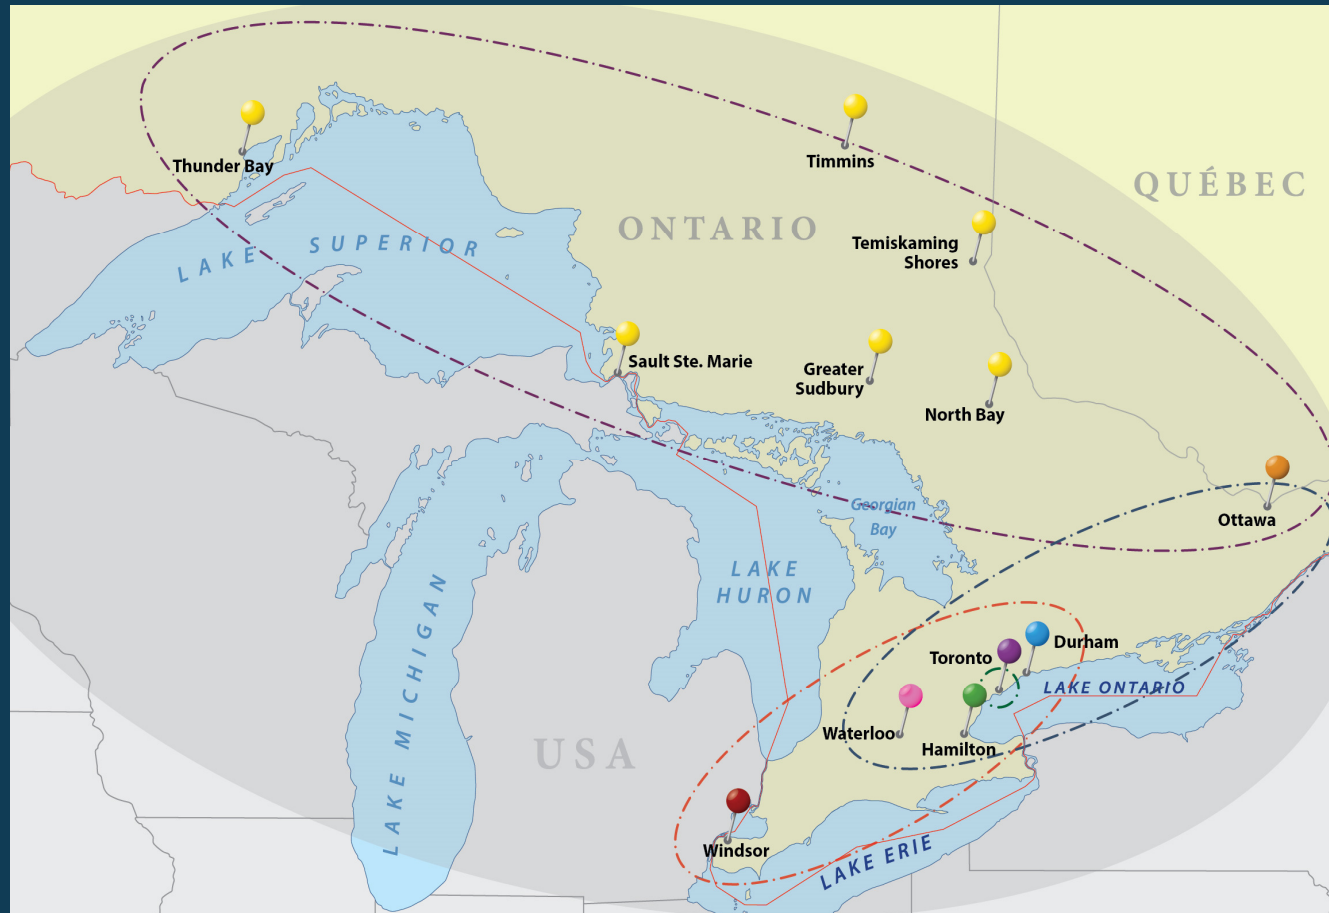 Thunder Bay
Timmins
QUÉBEC
ONTARIO
Temiskaming
Shores
LAKE SUPERIOR
Sault Ste. Marie
Greater
Sudbury
North Bay
Georgian
Bay
Ottawa
LAKE
HURON
LAKE MICHIGAN
Durham
Toronto
LAKE ONTARIO
Waterloo
Hamilton
USA
Windsor
LAKE ERIE